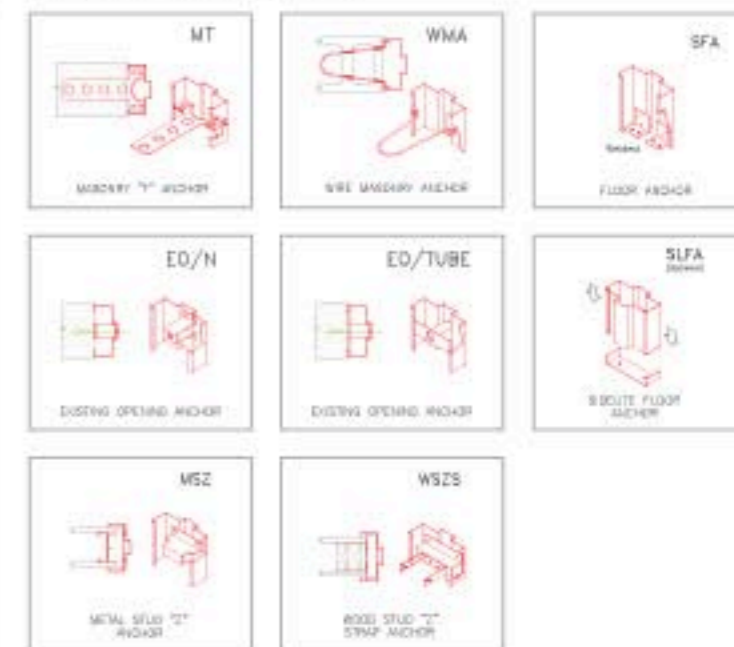 MT
MASONRY "T" ANCHOR
WMA
WIRE MASONRY ANCHOR
SFA
FLOOR ANCHOR
EO/N
EXISTING OPENING ANCHOR
EO/TUBE
EXISTING OPENING ANCHOR
SLFA
FLOOR
ANCHOR
MSZ
METAL STUD "Z"
ANCHOR
WSZS
WOOD STUD "Z"
STRAP ANCHOR